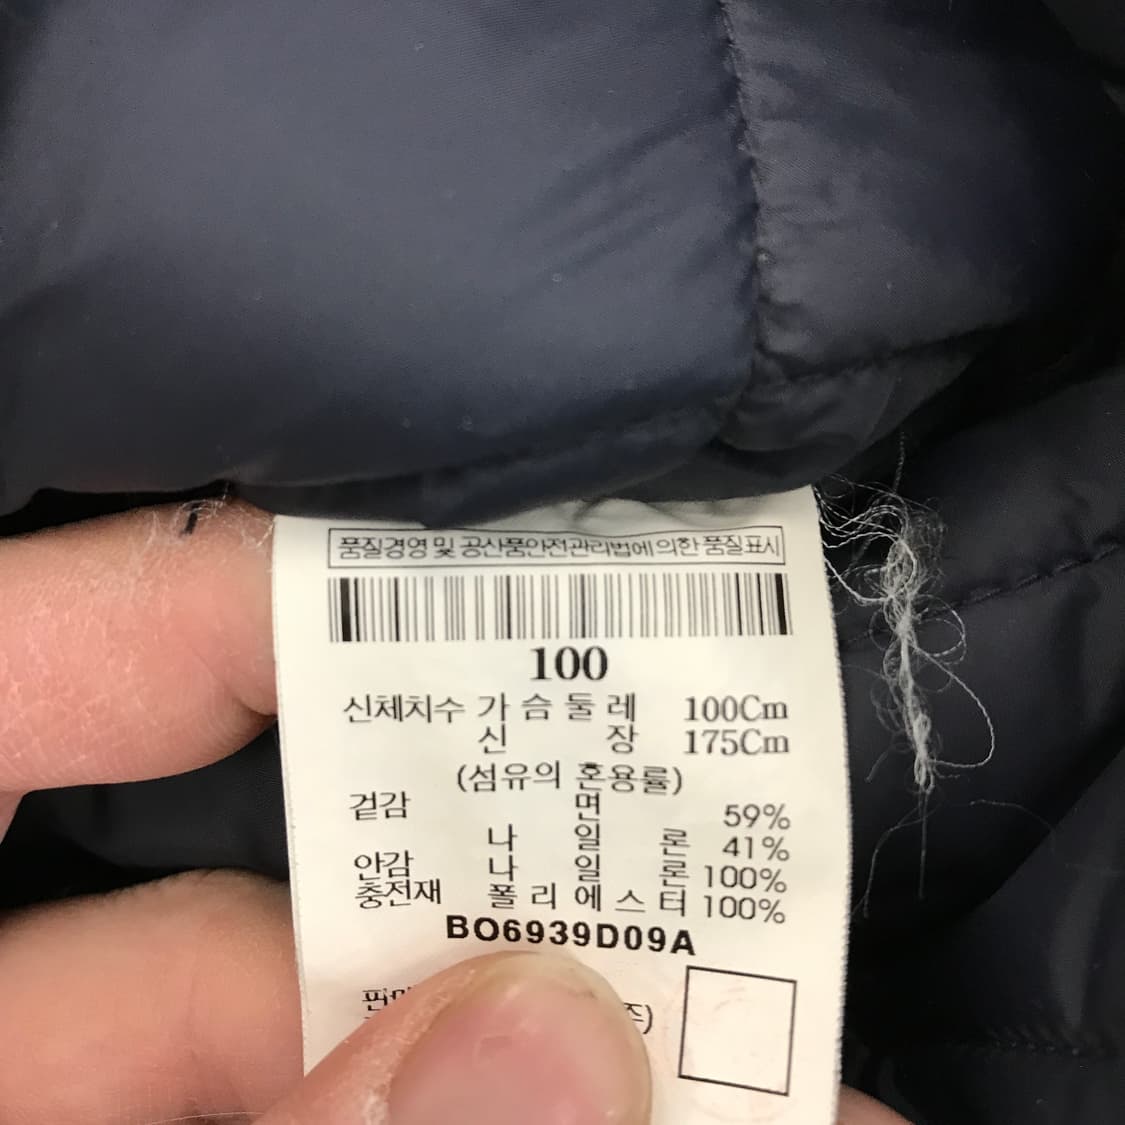 품질경영 및 공산품안전관리법에 의한 품질표시
100
신체치수 가슴둘레 100Cm
신 장 175Cm
(섬유의 혼용률)
겉감 면 59%
나 일 론 41%
안감 나 일 론 100%
충전재 폴 리 에 스 터 100%
BO6939D09A